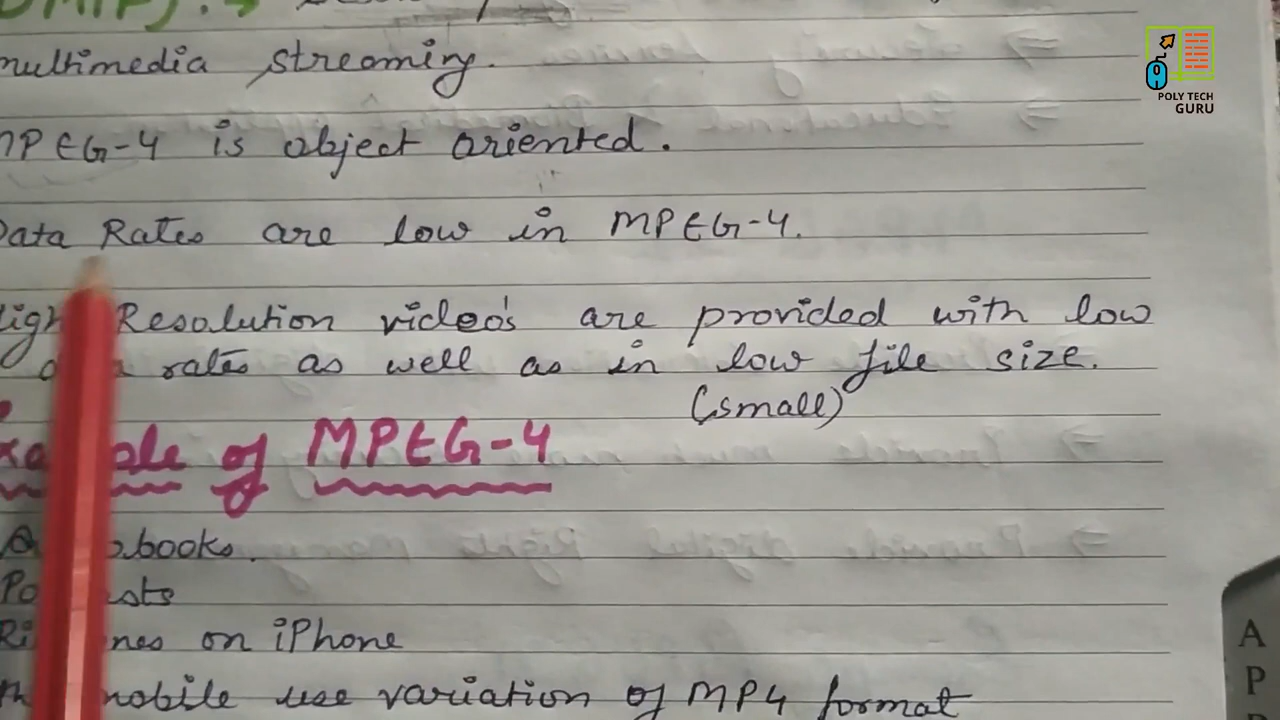 multimedia streaming.
MPEG-4 is object oriented.
Data Rates are low in MPEG-4.
High Resolution video's are provided with low
rates as well as in low file size.
(small)
of MPEG-4
books.
on iPhone
mobile use variation of MP4 format
POLY TECH
GURU
A
P